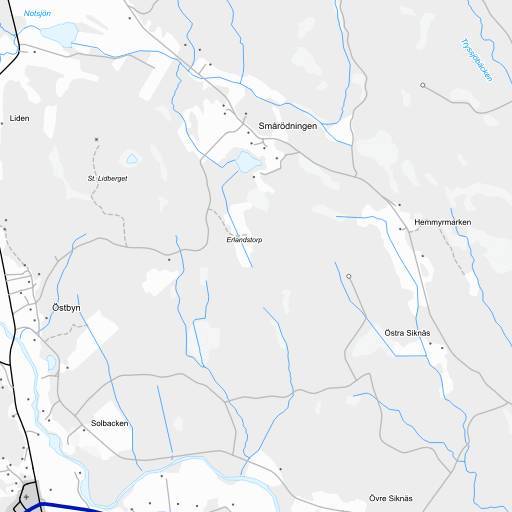 Notsjön
Tryssjöbäcken
Liden
Smårödningen
St. Lidberget
Hemmyrmarken
Erlandstorp
Östbyn
Östra Siknäs
Solbacken
Övre Siknäs